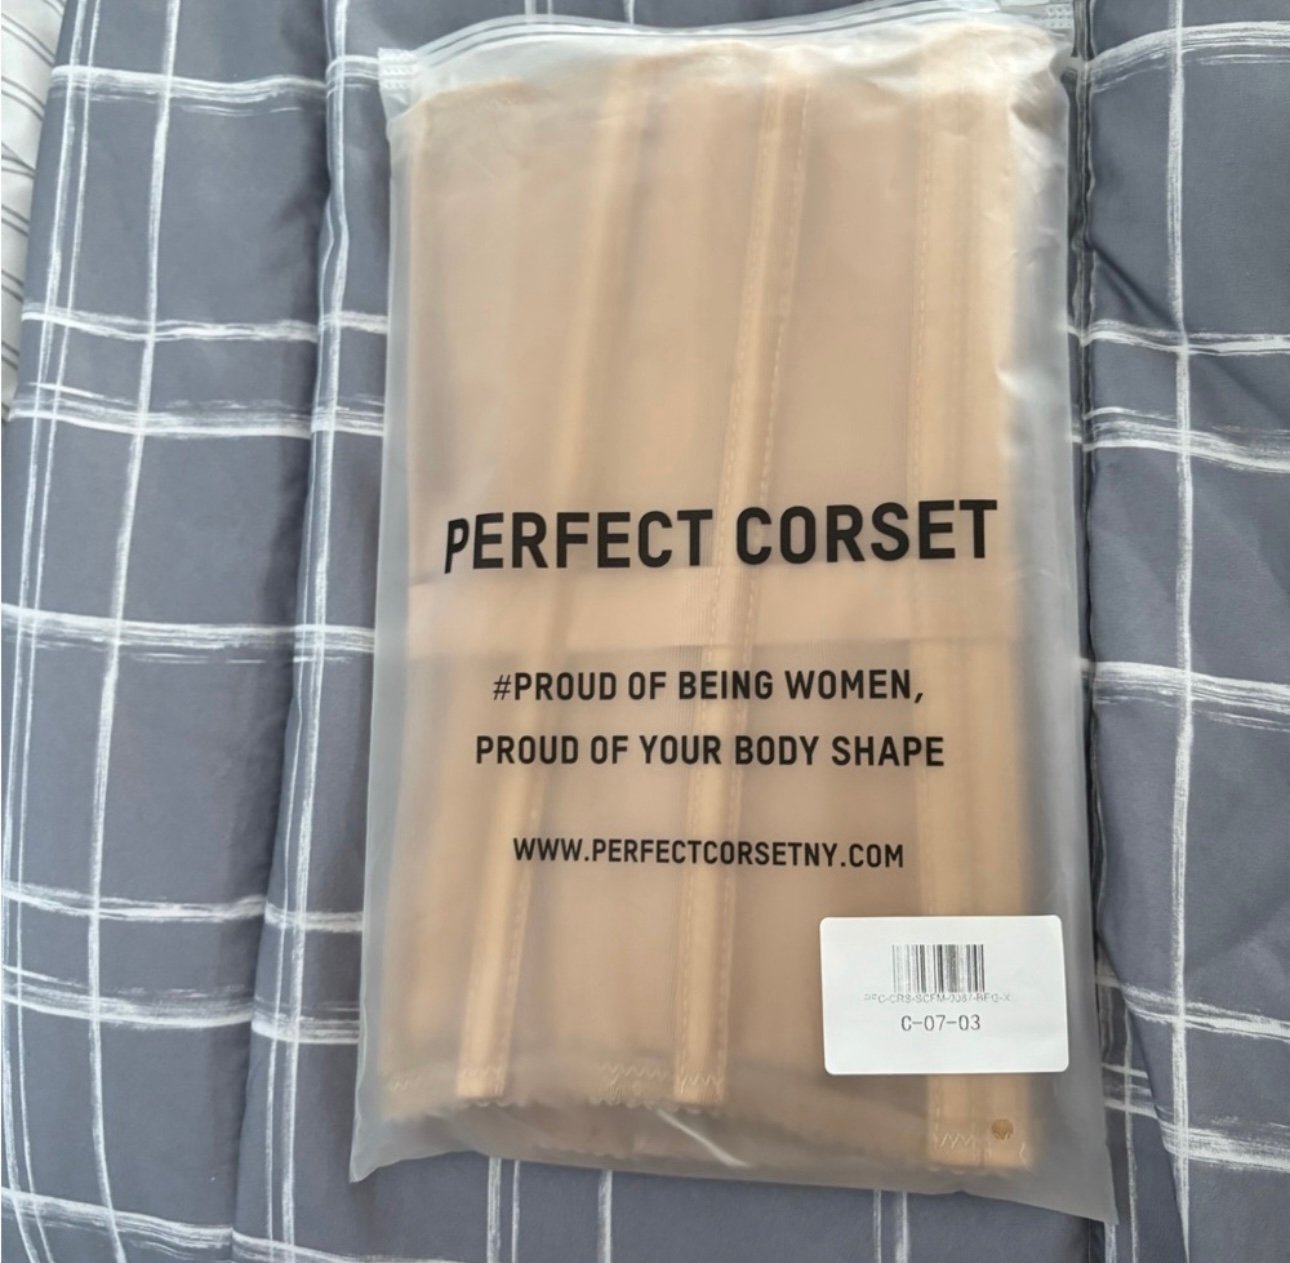 PERFECT CORSET
#PROUD OF BEING WOMEN,
PROUD OF YOUR BODY SHAPE
WWW.PERFECTCORSETNY.COM
C-07-03